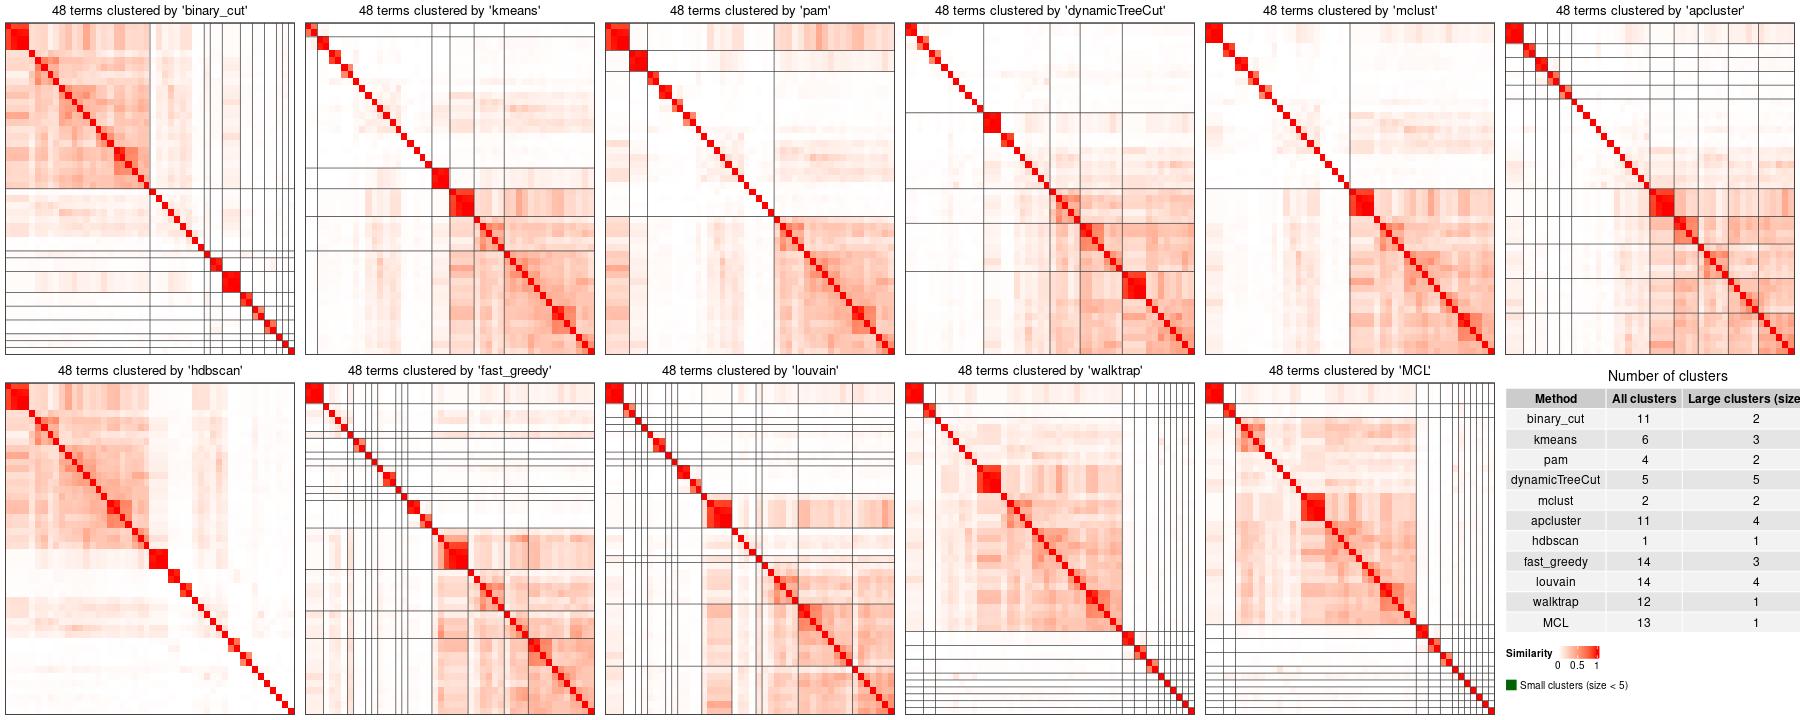 48 terms clustered by 'binary_cut'
48 terms clustered by 'kmeans'
48 terms clustered by 'pam'
48 terms clustered by 'dynamicTreeCut'
48 terms clustered by 'mclust'
48 terms clustered by 'apcluster'
48 terms clustered by 'hdbscan'
48 terms clustered by 'fast_greedy'
48 terms clustered by 'louvain'
48 terms clustered by 'walktrap'
48 terms clustered by 'MCL'
Number of clusters
Method All clusters Large clusters (size
binary_cut 11 2
kmeans 6 3
pam 4 2
dynamicTreeCut 5 5
mclust 2 2
apcluster 11 4
hdbscan 1 1
fast_greedy 14 3
louvain 14 4
walktrap 12 1
MCL 13 1
Similarity
0 0.5 1
Small clusters (size < 5)